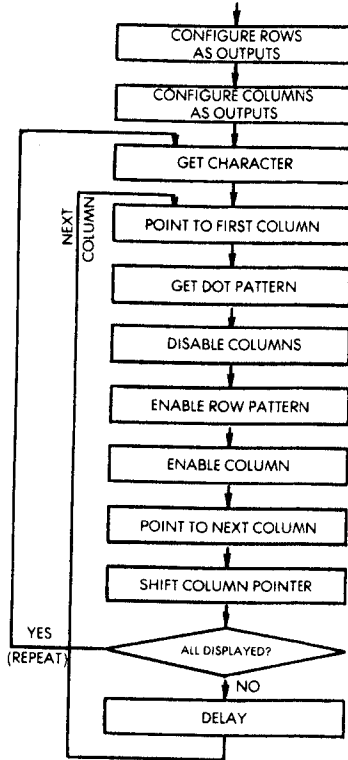 CONFIGURE ROWS
AS OUTPUTS
CONFIGURE COLUMNS
AS OUTPUTS
GET CHARACTER
NEXT
COLUMN
POINT TO FIRST COLUMN
GET DOT PATTERN
DISABLE COLUMNS
ENABLE ROW PATTERN
ENABLE COLUMN
POINT TO NEXT COLUMN
SHIFT COLUMN POINTER
YES
(REPEAT)
ALL DISPLAYED?
NO
DELAY